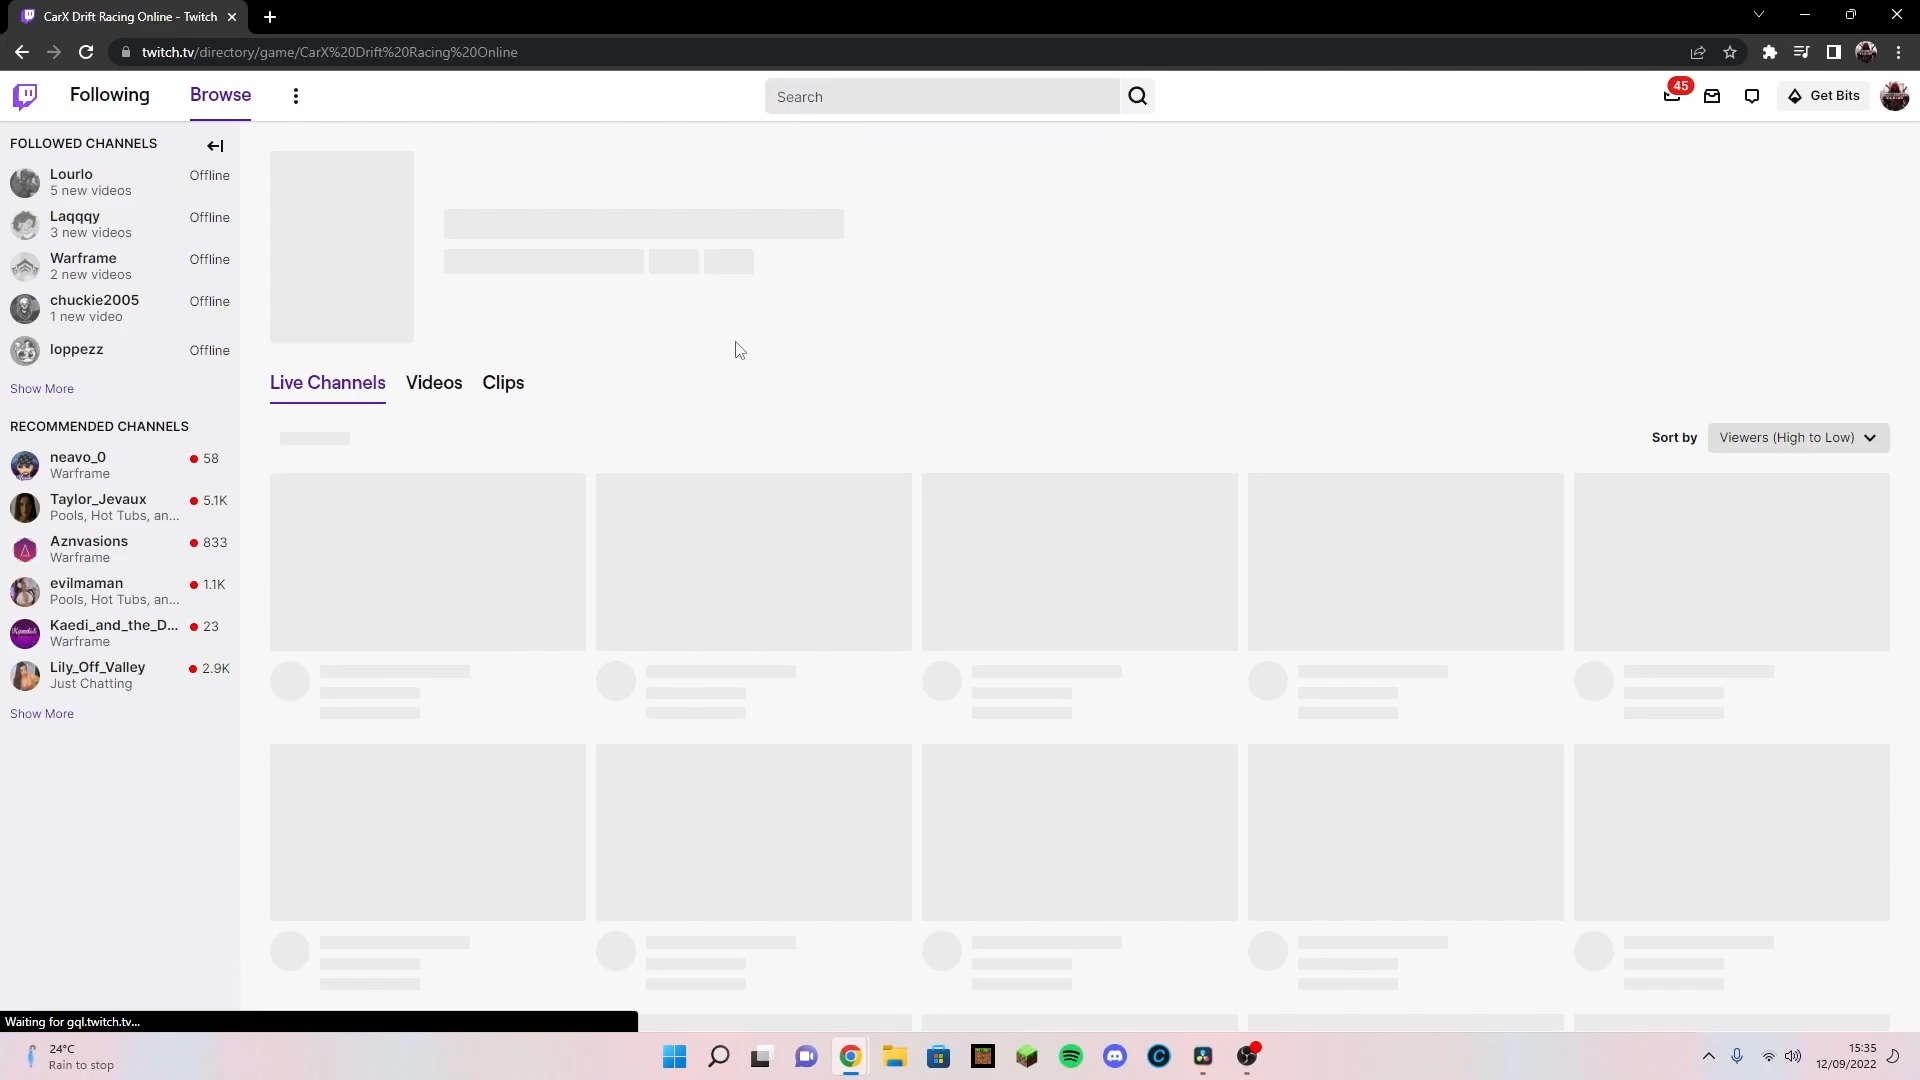 CarX Drift Racing Online - Twitch
twitch.tv/directory/game/CarX%20Drift%20Racing%20Online
Following
Browse
Search
45
Get Bits
FOLLOWED CHANNELS
Lourlo
Offline
5 new videos
Laqqqy
Offline
3 new videos
Warframe
Offline
2 new videos
chuckie2005
Offline
1 new video
loppezz
Offline
Show More
Live Channels
Videos
Clips
RECOMMENDED CHANNELS
Sort by
Viewers (High to Low)
neavo_0
58
Warframe
Taylor_Jevaux
5.1K
Pools, Hot Tubs, an...
Aznvasions
833
Warframe
evilmaman
1.1K
Pools, Hot Tubs, an...
Kaedi_and_the_D...
23
Warframe
Lily_Off_Valley
2.9K
Just Chatting
Show More
Waiting for gql.twitch.tv...
24°C
Rain to stop
15:35
12/09/2022